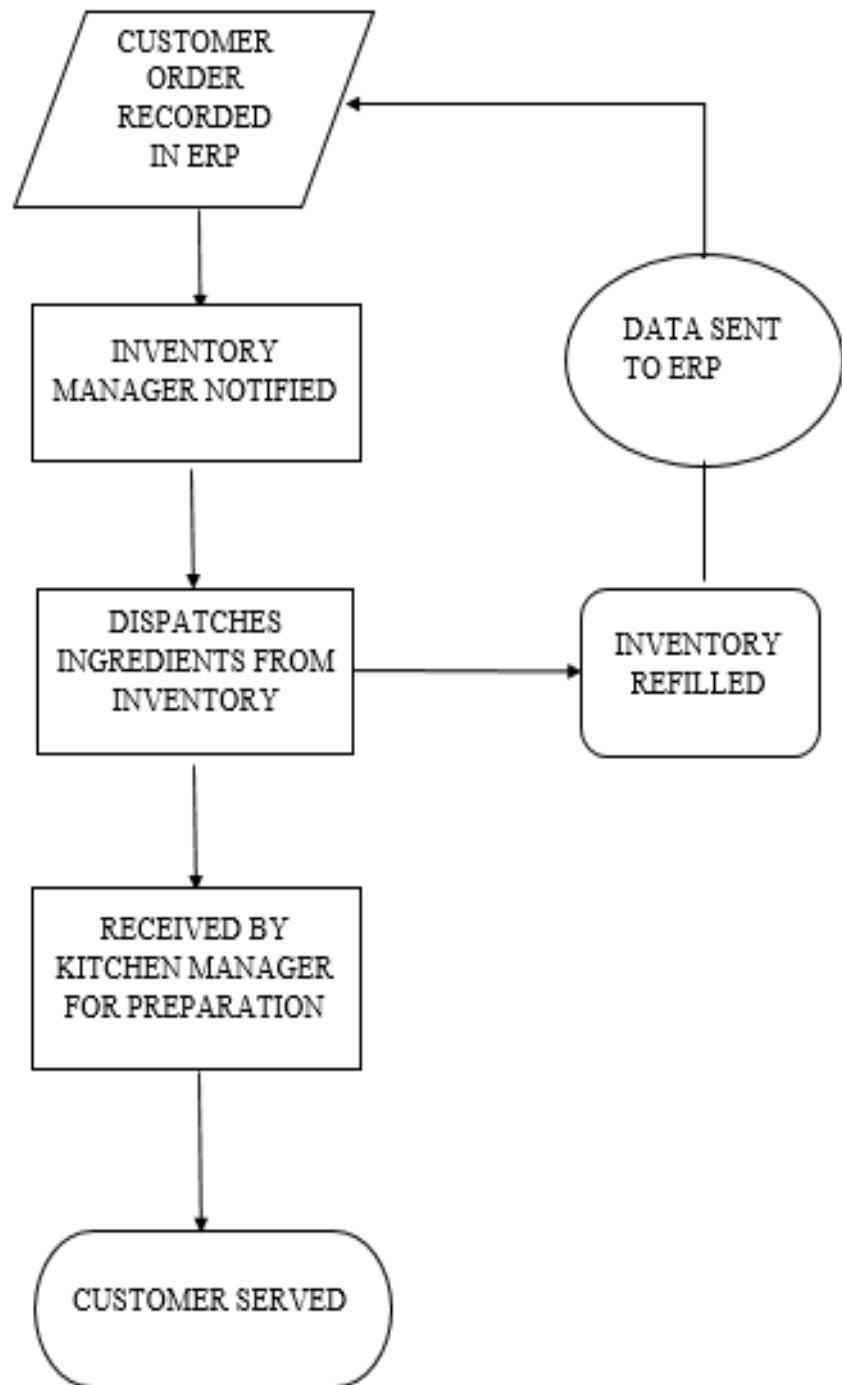 CUSTOMER
ORDER
RECORDED
IN ERP
INVENTORY
MANAGER NOTIFIED
DATA SENT
TO ERP
DISPATCHES
INGREDIENTS FROM
INVENTORY
INVENTORY
REFILLED
RECEIVED BY
KITCHEN MANAGER
FOR PREPARATION
CUSTOMER SERVED